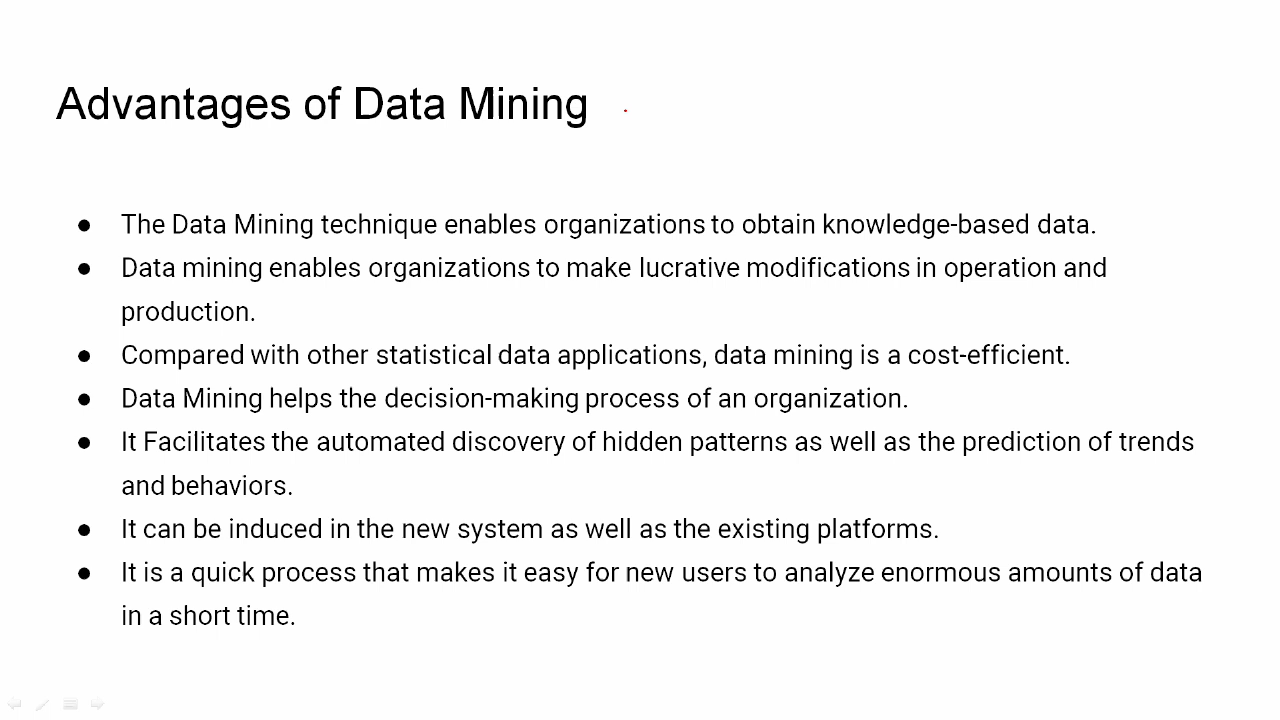 Advantages of Data Mining
● The Data Mining technique enables organizations to obtain knowledge-based data.
● Data mining enables organizations to make lucrative modifications in operation and
production.
● Compared with other statistical data applications, data mining is a cost-efficient.
● Data Mining helps the decision-making process of an organization.
● It Facilitates the automated discovery of hidden patterns as well as the prediction of trends
and behaviors.
● It can be induced in the new system as well as the existing platforms.
● It is a quick process that makes it easy for new users to analyze enormous amounts of data
in a short time.